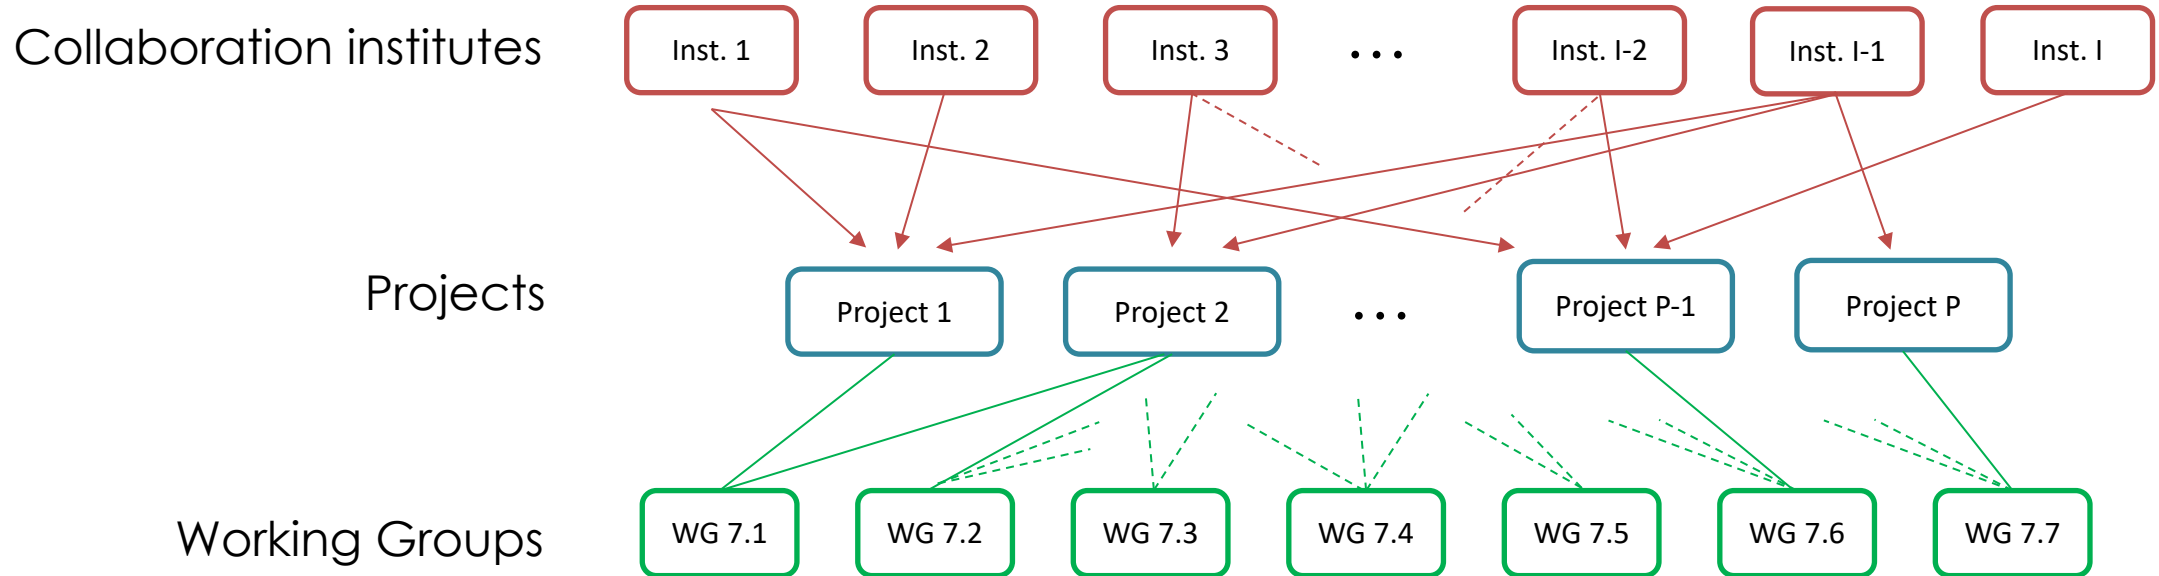 Collaboration institutes
Inst. 1
Inst. 2
Inst. 3
...
Inst. I-2
Inst. I-1
Inst. I
Projects
Project 1
Project 2
...
Project P-1
Project P
Working Groups
WG 7.1
WG 7.2
WG 7.3
WG 7.4
WG 7.5
WG 7.6
WG 7.7